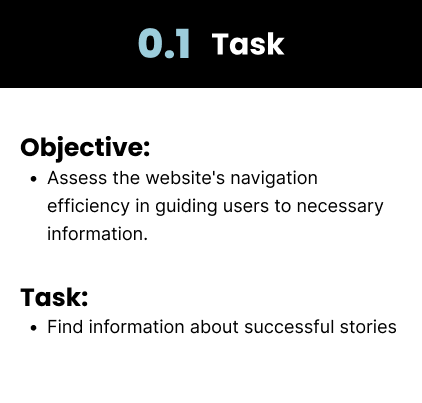 0.1 Task
Objective:
• Assess the website's navigation
efficiency in guiding users to necessary
information.
Task:
• Find information about successful stories